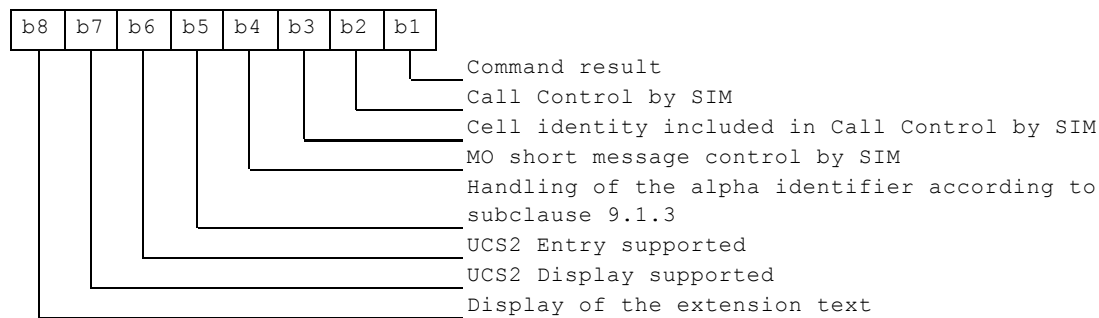 b8 b7 b6 b5 b4 b3 b2 b1
Command result
Call Control by SIM
Cell identity included in Call Control by SIM
MO short message control by SIM
Handling of the alpha identifier according to
subclause 9.1.3
UCS2 Entry supported
UCS2 Display supported
Display of the extension text